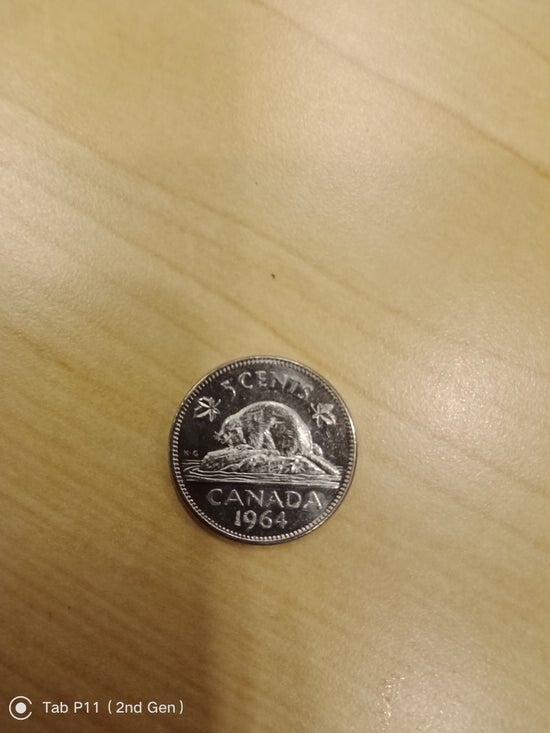 5 CENTS
K·G
CANADA
1964
Tab P11 (2nd Gen)